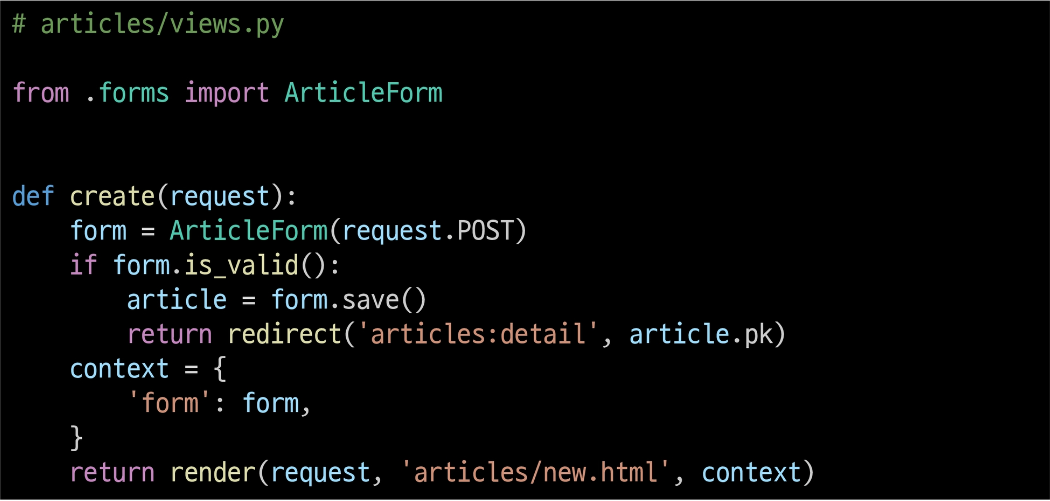 # articles/views.py

from .forms import ArticleForm


def create(request):
    form = ArticleForm(request.POST)
    if form.is_valid():
        article = form.save()
        return redirect('articles:detail', article.pk)
    context = {
        'form': form,
    }
    return render(request, 'articles/new.html', context)